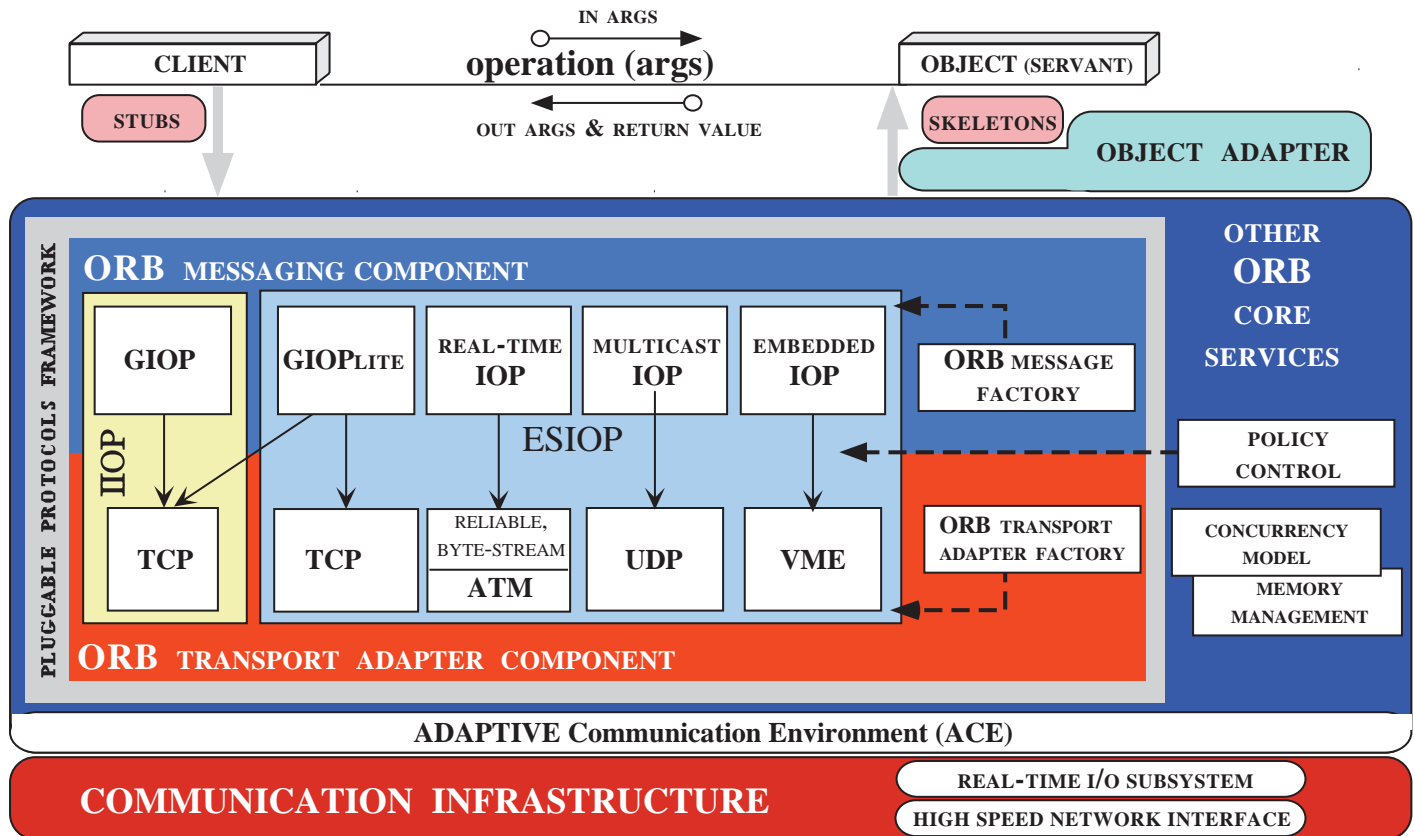 IN ARGS
CLIENT
operation (args)
OBJECT (SERVANT)
STUBS
OUT ARGS & RETURN VALUE
SKELETONS
OBJECT ADAPTER
PLUGGABLE PROTOCOLS FRAMEWORK
ORB MESSAGING COMPONENT
GIOP
GIOPLITE
REAL-TIME
IOP
MULTICAST
IOP
EMBEDDED
IOP
ORB MESSAGE
FACTORY
IIOP
ESIOP
TCP
TCP
RELIABLE,
BYTE-STREAM
ATM
UDP
VME
ORB TRANSPORT
ADAPTER FACTORY
ORB TRANSPORT ADAPTER COMPONENT
OTHER
ORB
CORE
SERVICES
POLICY
CONTROL
CONCURRENCY
MODEL
MEMORY
MANAGEMENT
ADAPTIVE Communication Environment (ACE)
COMMUNICATION INFRASTRUCTURE
REAL-TIME I/O SUBSYSTEM
HIGH SPEED NETWORK INTERFACE